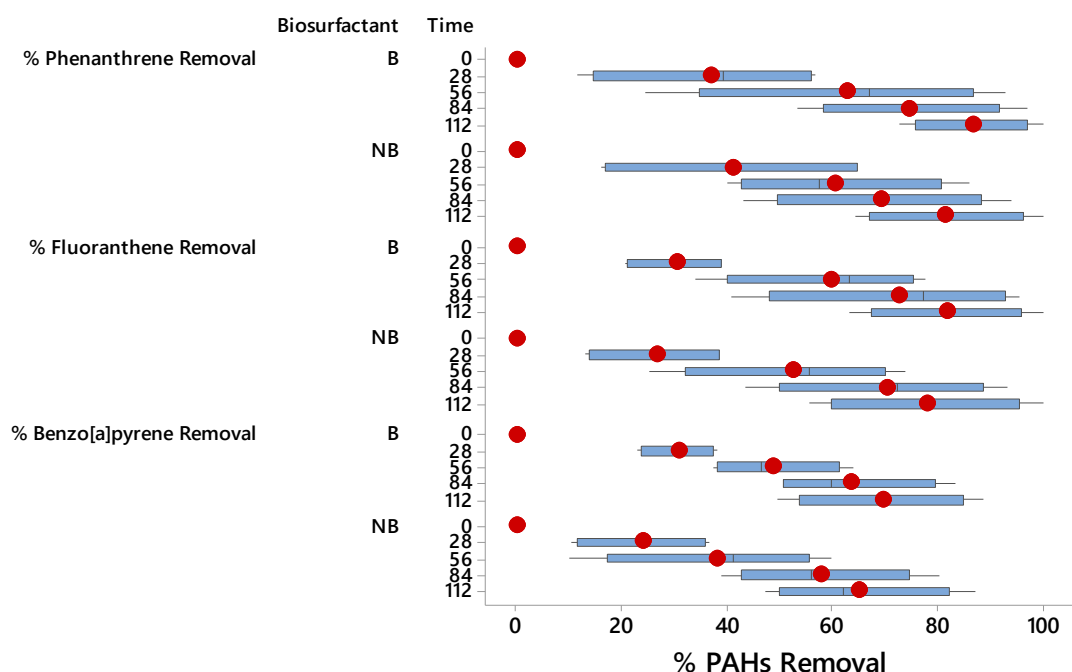 Biosurfactant Time
% Phenanthrene Removal B 0
28
56
84
112
NB 0
28
56
84
112
% Fluoranthene Removal B 0
28
56
84
112
NB 0
28
56
84
112
% Benzo[a]pyrene Removal B 0
28
56
84
112
NB 0
28
56
84
112
0 20 40 60 80 100
% PAHs Removal